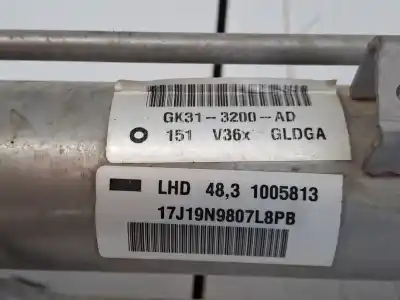 GK31-3200-AD
151 V36x GLDGA
LHD 48,3 1005813
17J19N9807L8PB